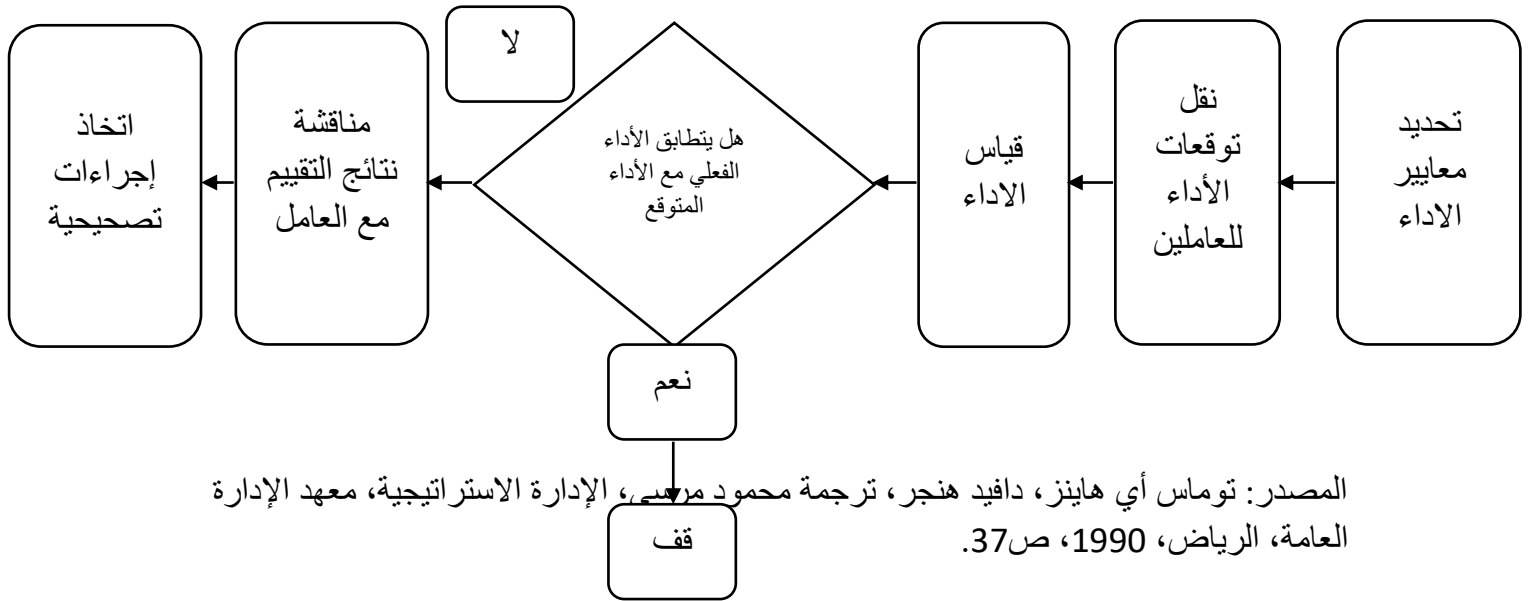 تحديد
معايير
الاداء
نقل
توقعات
الأداء
للعاملين
قياس
الاداء
هل يتطابق الأداء
الفعلي مع الأداء
المتوقع
لا
مناقشة
نتائج التقييم
مع العامل
اتخاذ
إجراءات
تصحيحية
نعم
المصدر: توماس أي هاينز، دافيد هنجر، ترجمة محمود مرسي، الإدارة الاستراتيجية، معهد الإدارة
العامة، الرياض، 1990، ص37.
قف